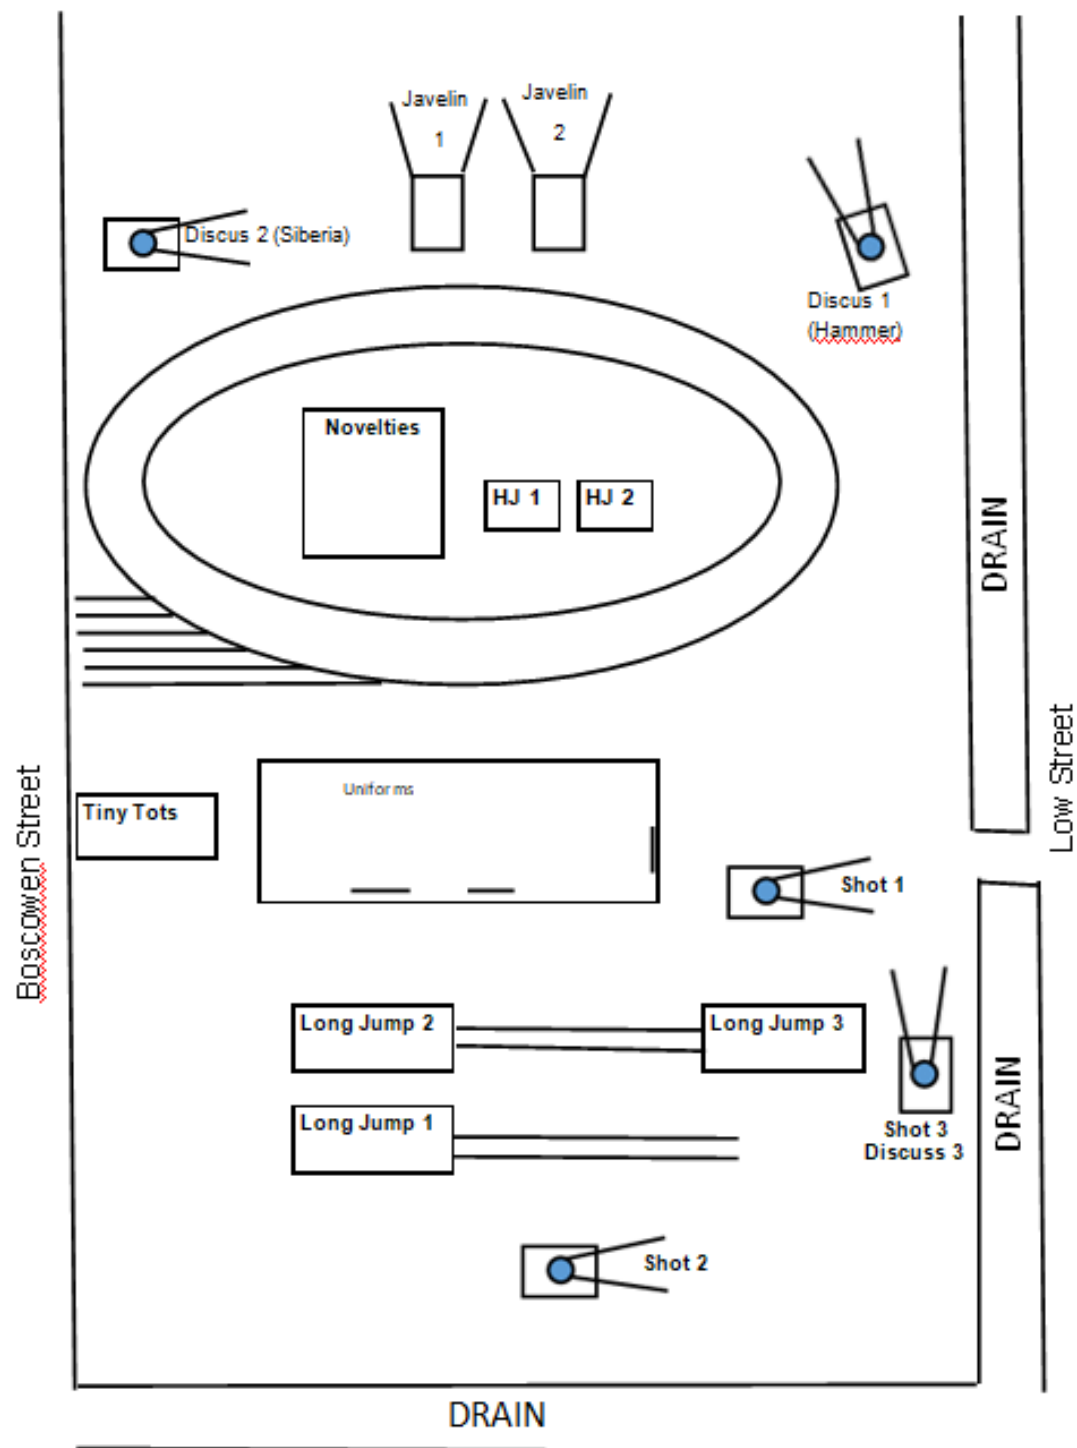 Javelin
1
Javelin
2
Discus 2 (Siberia)
Discus 1
(Hammer)
Novelties
HJ 1
HJ 2
DRAIN
Low Street
Boscowen Street
Uniforms
Tiny Tots
Shot 1
Long Jump 2
Long Jump 3
Long Jump 1
Shot 3
Discuss 3
DRAIN
Shot 2
DRAIN